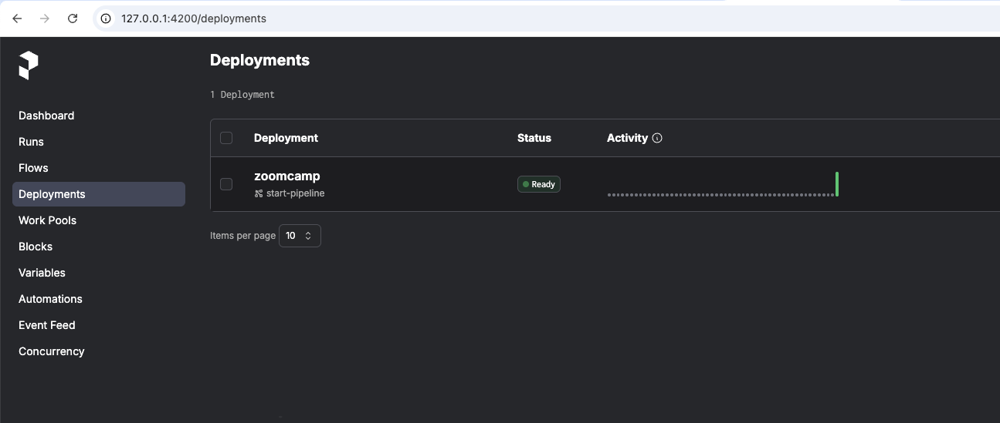 127.0.0.1:4200/deployments
Deployments
1 Deployment
Dashboard
Runs
Flows
Deployments
Work Pools
Blocks
Variables
Automations
Event Feed
Concurrency
Deployment Status Activity
zoomcamp
start-pipeline
Ready
Items per page 10